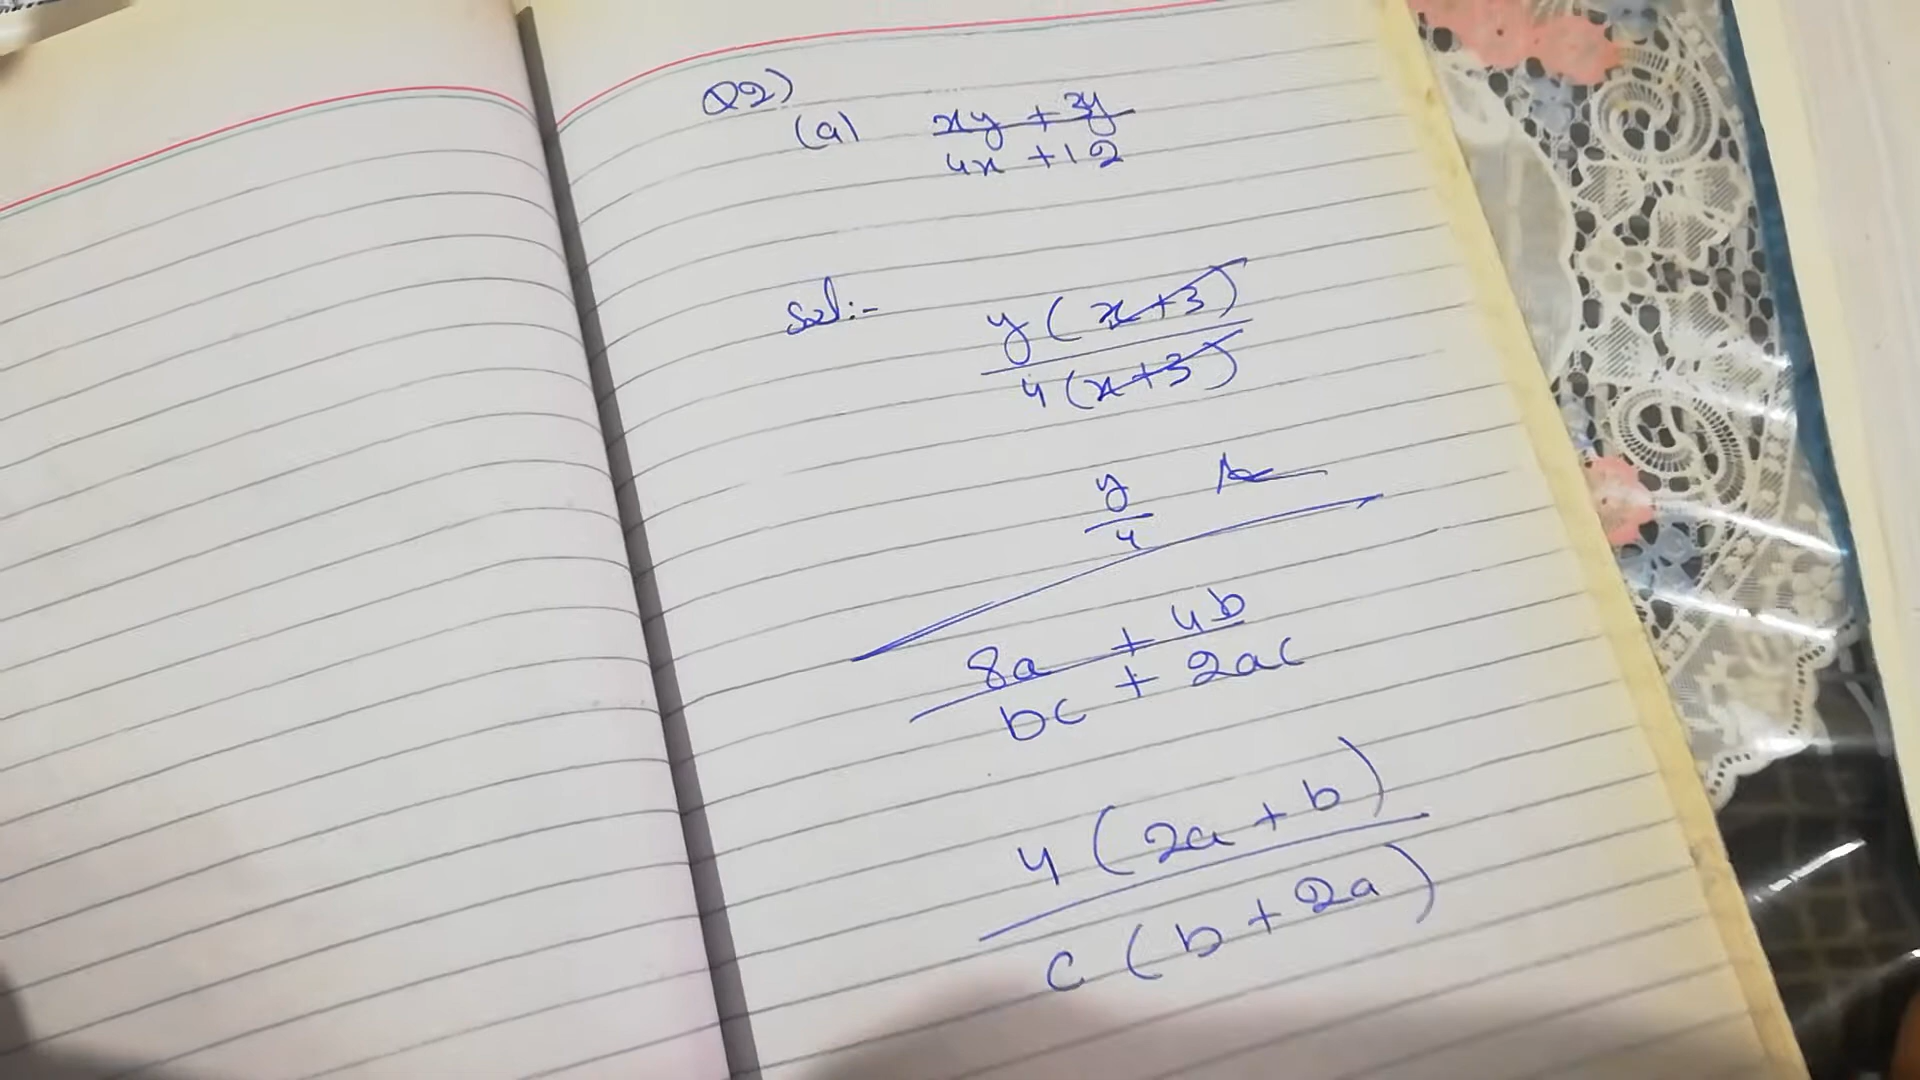 Q2)
(a) xy + 3y
4x + 12
Sol:-
y (x+3)
4 (x+3)
y
4
8a + 4b
bc + 2ac
4 (2a + b)
c (b + 2a)